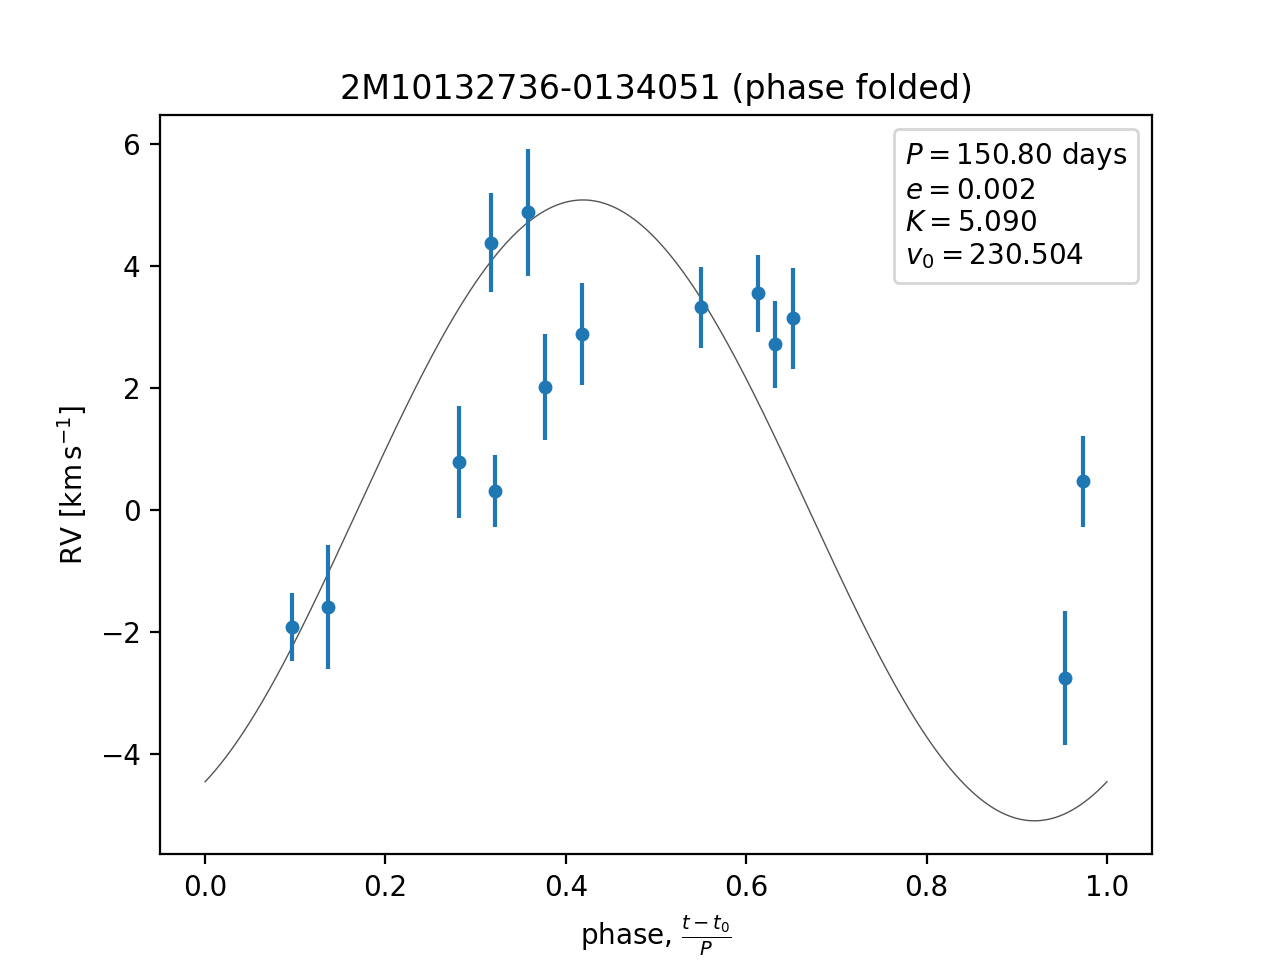 2M10132736-0134051 (phase folded)
P = 150.80 days
e = 0.002
K = 5.090
v₀ = 230.504
RV [km s⁻¹]
6
4
2
0
−2
−4
0.0 0.2 0.4 0.6 0.8 1.0
phase, (t − t₀)/P